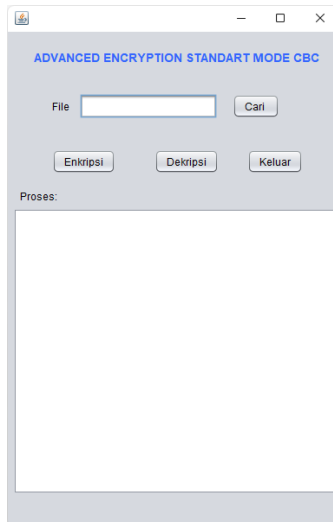 ADVANCED ENCRYPTION STANDART MODE CBC
File Cari
Enkripsi Dekripsi Keluar
Proses: